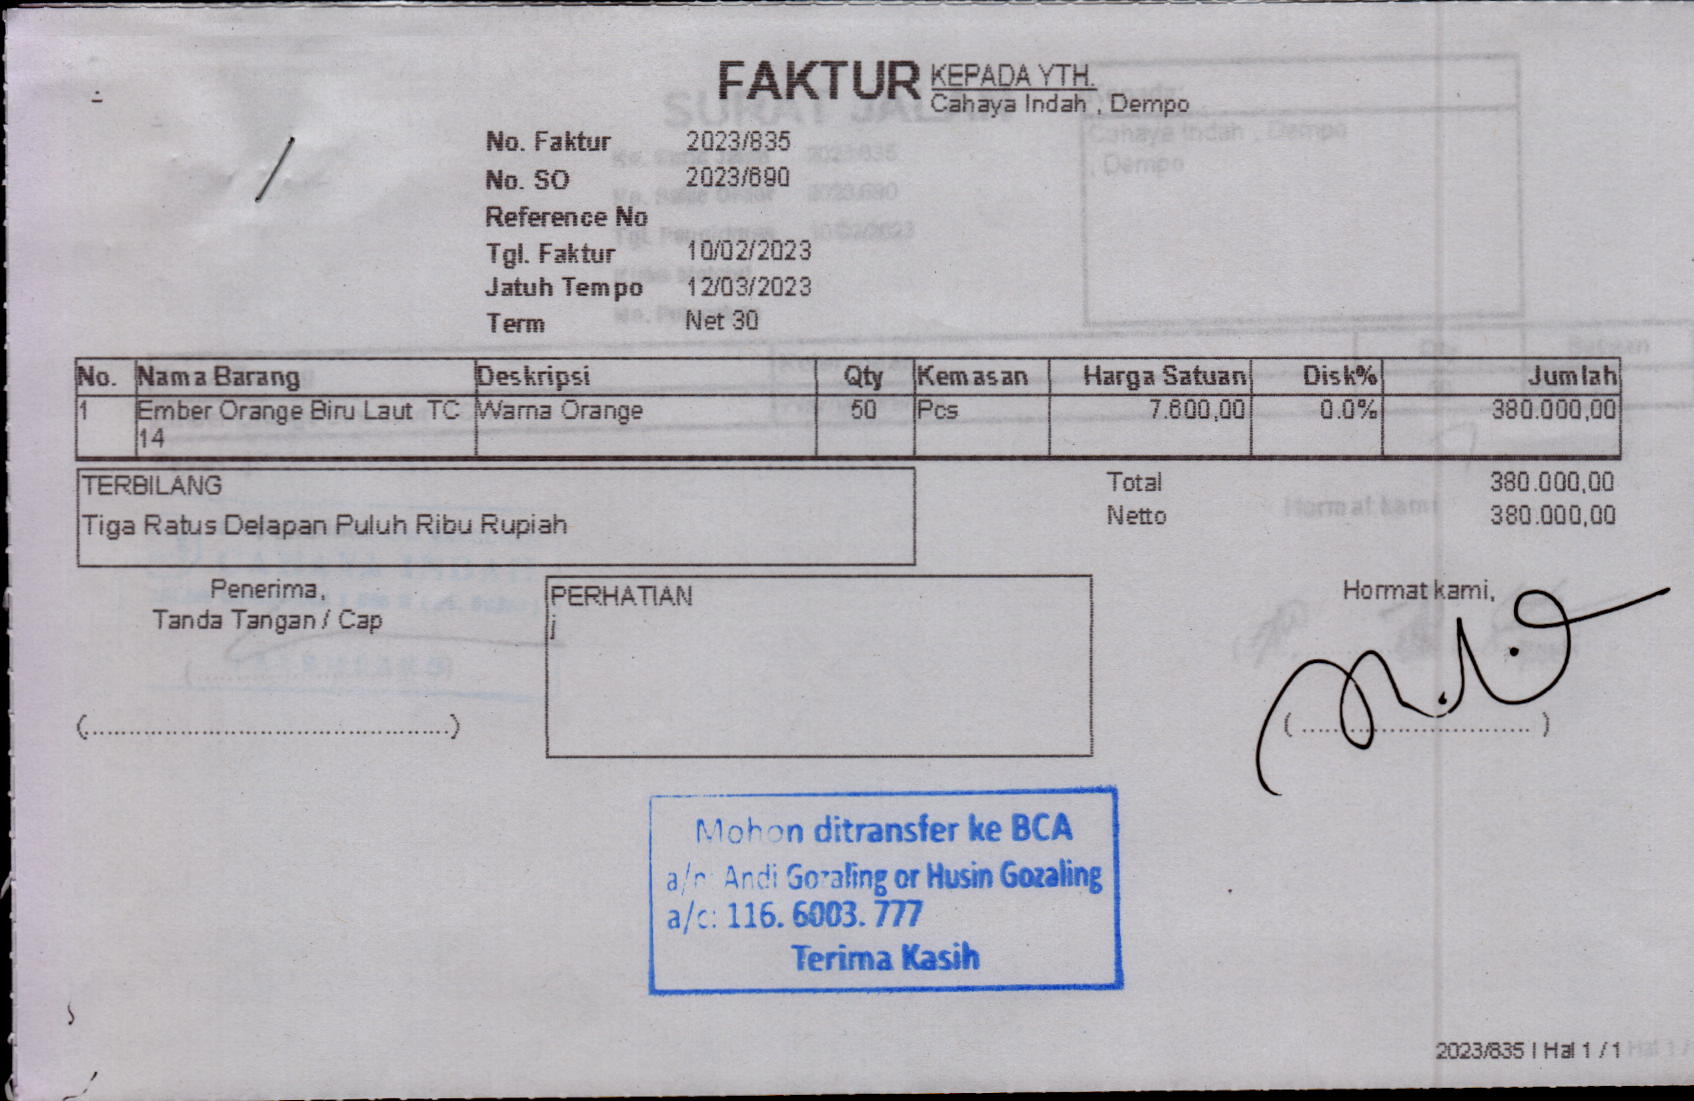 FAKTUR KEPADA YTH.
Cahaya Indah , Dempo
No. Faktur 2023/835
No. SO 2023/690
Reference No
Tgl. Faktur 10/02/2023
Jatuh Tempo 12/03/2023
Term Net 30
No. Nama Barang Deskripsi Qty Kemasan Harga Satuan Disk% Jumlah
1 Ember Orange Biru Laut TC Warna Orange 50 Pcs 7.600,00 0.0% 380.000,00
14
TERBILANG Total 380.000,00
Tiga Ratus Delapan Puluh Ribu Rupiah Netto 380.000,00
Penerima, PERHATIAN Hormat kami,
Tanda Tangan / Cap j
(................................................) (................................)
Mohon ditransfer ke BCA
a/n: Andi Gozaling or Husin Gozaling
a/c: 116. 6003. 777
Terima Kasih
2023/835 | Hal 1 / 1